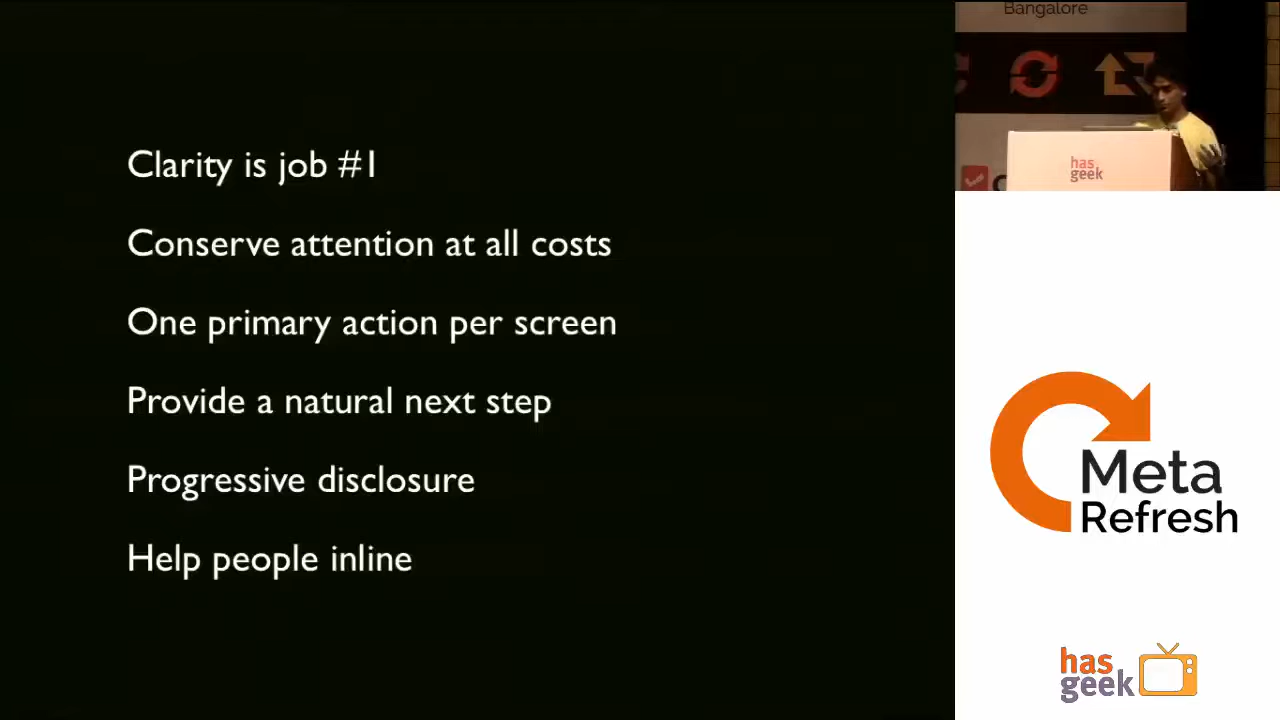 Clarity is job #1
Conserve attention at all costs
One primary action per screen
Provide a natural next step
Progressive disclosure
Help people inline
Bangalore
has
geek
Meta
Refresh
has
geek